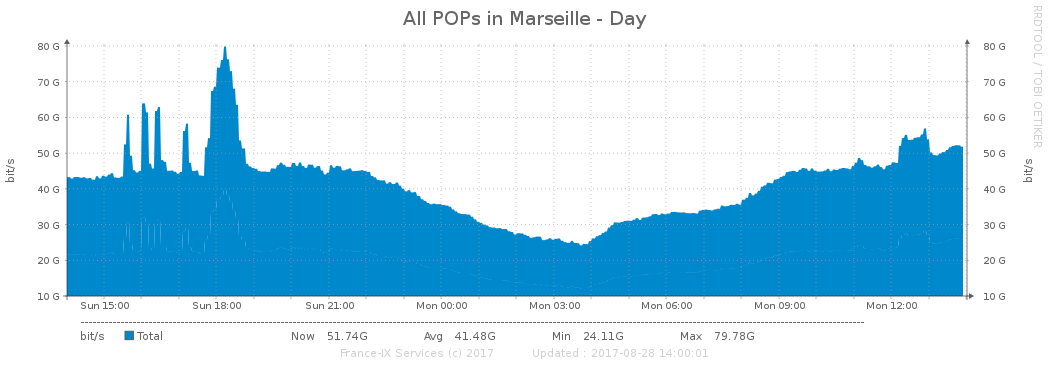 All POPs in Marseille - Day
RRDTOOL / TOBI OETIKER
80 G 80 G
70 G 70 G
60 G 60 G
50 G 50 G
40 G 40 G
30 G 30 G
20 G 20 G
10 G 10 G
bit/s bit/s
Sun 15:00 Sun 18:00 Sun 21:00 Mon 00:00 Mon 03:00 Mon 06:00 Mon 09:00 Mon 12:00
bit/s Total Now 51.74G Avg 41.48G Min 24.11G Max 79.78G
France-IX Services (c) 2017 Updated : 2017-08-28 14:00:01